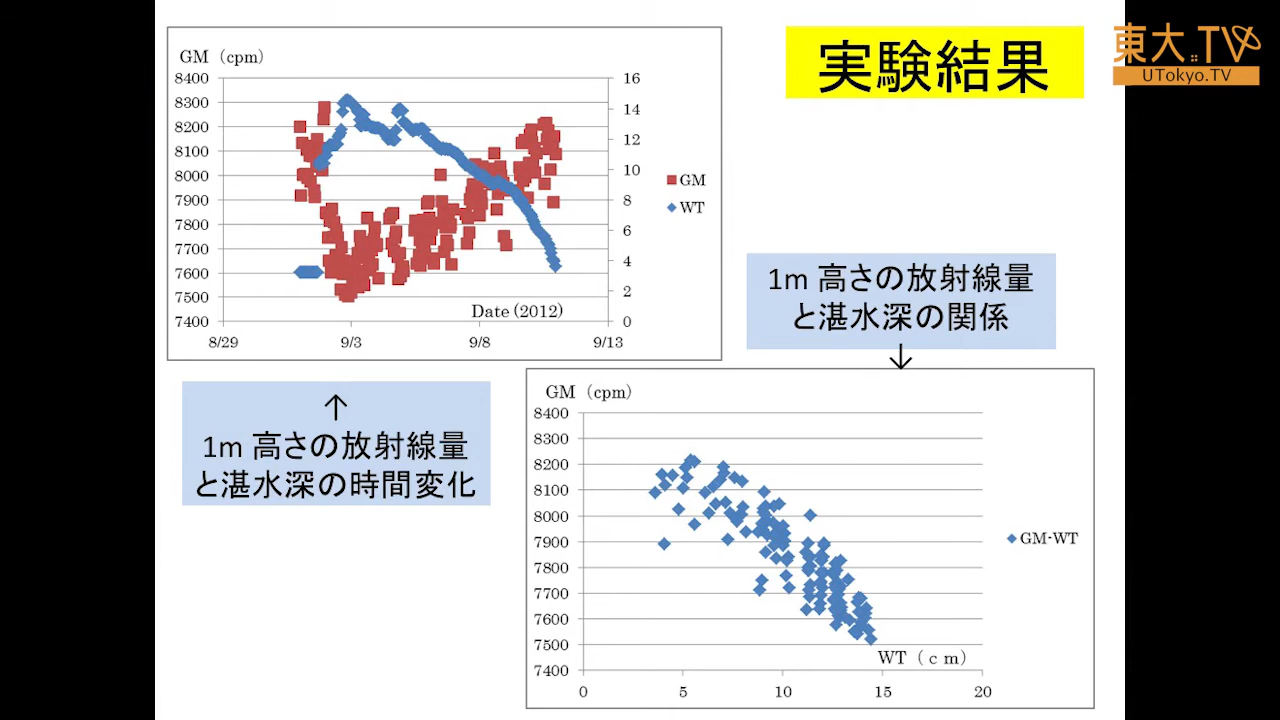 実験結果
東大.TV
UTokyo.TV
GM（cpm）
8400
8300
8200
8100
8000
7900
7800
7700
7600
7500
7400
16
14
12
10
8
6
4
2
0
GM
WT
Date (2012)
8/29 9/3 9/8 9/13
1m 高さの放射線量
と湛水深の関係
↓
↑
1m 高さの放射線量
と湛水深の時間変化
GM（cpm）
8400
8300
8200
8100
8000
7900
7800
7700
7600
7500
7400
GM-WT
WT（ｃｍ）
0 5 10 15 20